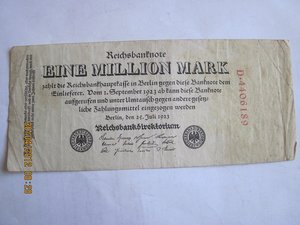 Reichsbanknote
EINE MILLION MARK
zahlt die Reichsbankhauptkasse in Berlin gegen diese Banknote dem
Einlieferer. Vom 1. September 1923 ab kann diese Banknote
aufgerufen und unter Umtausch gegen andere gesetz-
liche Zahlungsmittel eingezogen werden
Berlin, den 25. Juli 1923
Reichsbankdirektorium
D-4406189